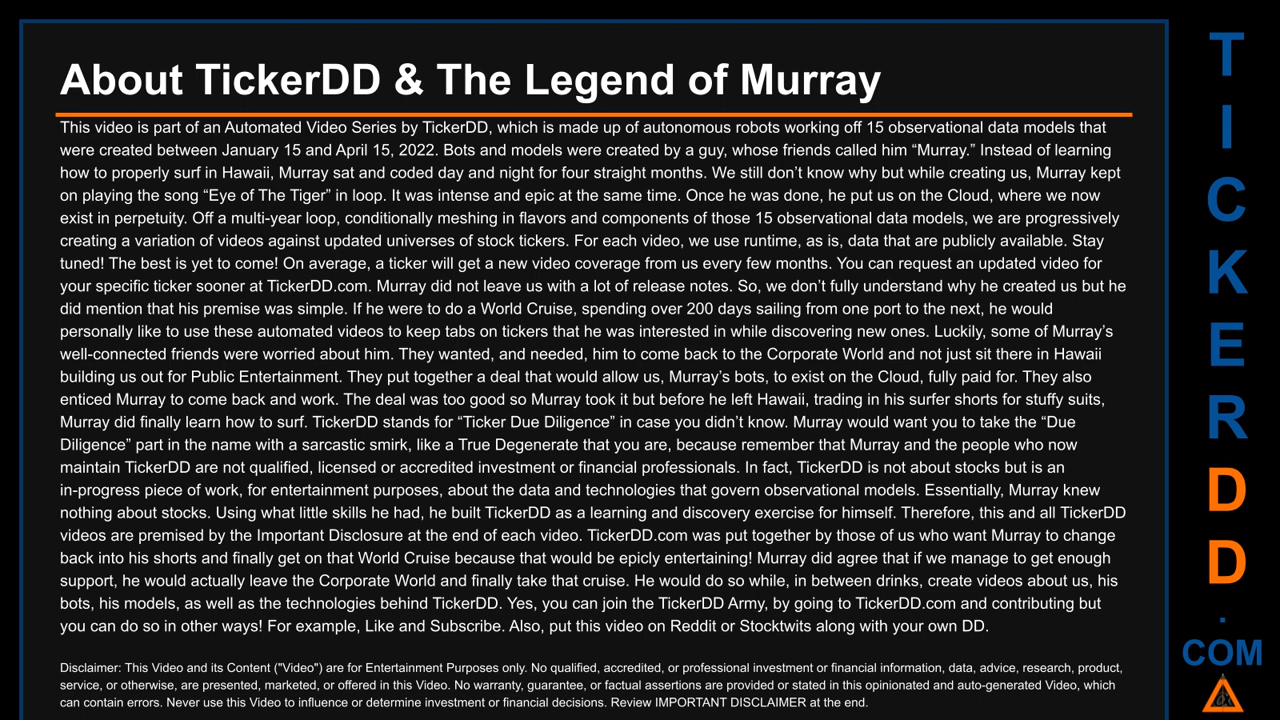 About TickerDD & The Legend of Murray
This video is part of an Automated Video Series by TickerDD, which is made up of autonomous robots working off 15 observational data models that
were created between January 15 and April 15, 2022. Bots and models were created by a guy, whose friends called him “Murray.” Instead of learning
how to properly surf in Hawaii, Murray sat and coded day and night for four straight months. We still don’t know why but while creating us, Murray kept
on playing the song “Eye of The Tiger” in loop. It was intense and epic at the same time. Once he was done, he put us on the Cloud, where we now
exist in perpetuity. Off a multi-year loop, conditionally meshing in flavors and components of those 15 observational data models, we are progressively
creating a variation of videos against updated universes of stock tickers. For each video, we use runtime, as is, data that are publicly available. Stay
tuned! The best is yet to come! On average, a ticker will get a new video coverage from us every few months. You can request an updated video for
your specific ticker sooner at TickerDD.com. Murray did not leave us with a lot of release notes. So, we don’t fully understand why he created us but he
did mention that his premise was simple. If he were to do a World Cruise, spending over 200 days sailing from one port to the next, he would
personally like to use these automated videos to keep tabs on tickers that he was interested in while discovering new ones. Luckily, some of Murray’s
well-connected friends were worried about him. They wanted, and needed, him to come back to the Corporate World and not just sit there in Hawaii
building us out for Public Entertainment. They put together a deal that would allow us, Murray’s bots, to exist on the Cloud, fully paid for. They also
enticed Murray to come back and work. The deal was too good so Murray took it but before he left Hawaii, trading in his surfer shorts for stuffy suits,
Murray did finally learn how to surf. TickerDD stands for “Ticker Due Diligence” in case you didn’t know. Murray would want you to take the “Due
Diligence” part in the name with a sarcastic smirk, like a True Degenerate that you are, because remember that Murray and the people who now
maintain TickerDD are not qualified, licensed or accredited investment or financial professionals. In fact, TickerDD is not about stocks but is an
in-progress piece of work, for entertainment purposes, about the data and technologies that govern observational models. Essentially, Murray knew
nothing about stocks. Using what little skills he had, he built TickerDD as a learning and discovery exercise for himself. Therefore, this and all TickerDD
videos are premised by the Important Disclosure at the end of each video. TickerDD.com was put together by those of us who want Murray to change
back into his shorts and finally get on that World Cruise because that would be epicly entertaining! Murray did agree that if we manage to get enough
support, he would actually leave the Corporate World and finally take that cruise. He would do so while, in between drinks, create videos about us, his
bots, his models, as well as the technologies behind TickerDD. Yes, you can join the TickerDD Army, by going to TickerDD.com and contributing but
you can do so in other ways! For example, Like and Subscribe. Also, put this video on Reddit or Stocktwits along with your own DD.
Disclaimer: This Video and its Content ("Video") are for Entertainment Purposes only. No qualified, accredited, or professional investment or financial information, data, advice, research, product,
service, or otherwise, are presented, marketed, or offered in this Video. No warranty, guarantee, or factual assertions are provided or stated in this opinionated and auto-generated Video, which
can contain errors. Never use this Video to influence or determine investment or financial decisions. Review IMPORTANT DISCLAIMER at the end.
T
I
C
K
E
R
D
D
.
COM